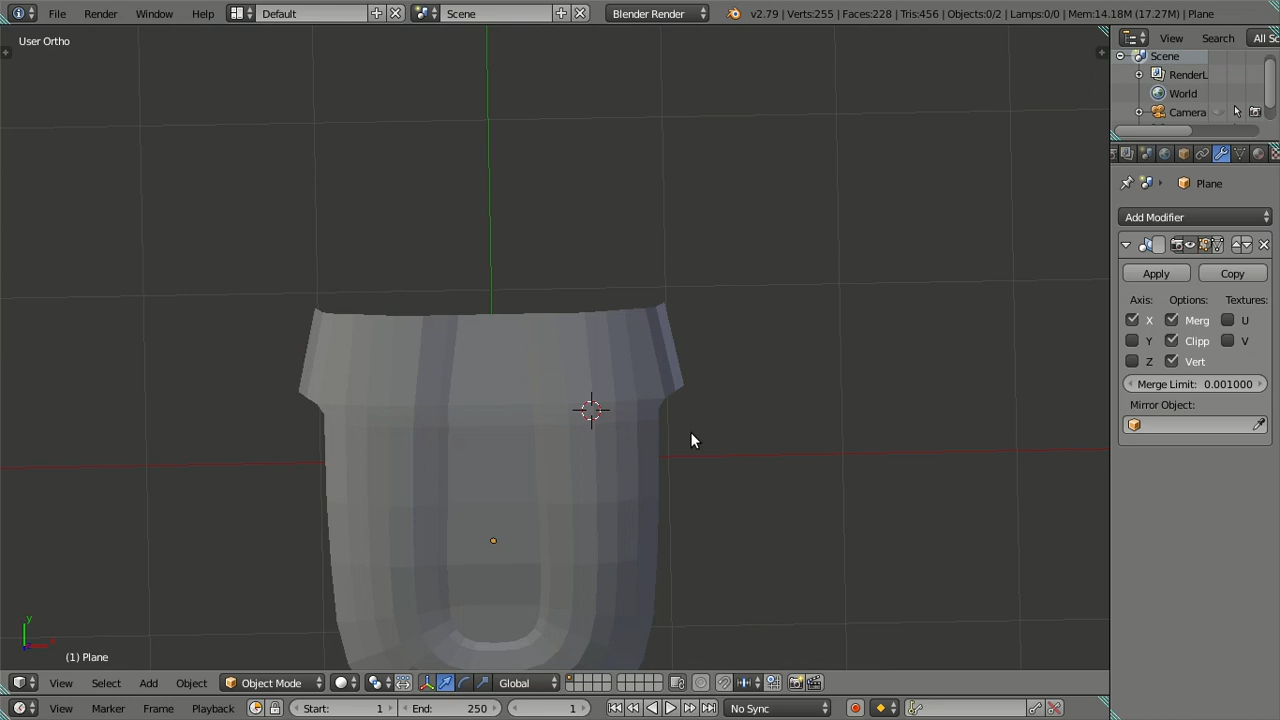 File Render Window Help Default Scene Blender Render v2.79 | Verts:255 | Faces:228 | Tris:456 | Objects:0/2 | Lamps:0/0 | Mem:14.18M (17.27M) | Plane
User Ortho
View Search All Sc
Scene
RenderL
World
Camera
Plane
Add Modifier
Apply Copy
Axis: Options: Textures:
X Merg U
Y Clipp V
Z Vert
Merge Limit: 0.001000
Mirror Object:
y
x
(1) Plane
View Select Add Object Object Mode Global
View Marker Frame Playback Start: 1 End: 250 1 No Sync